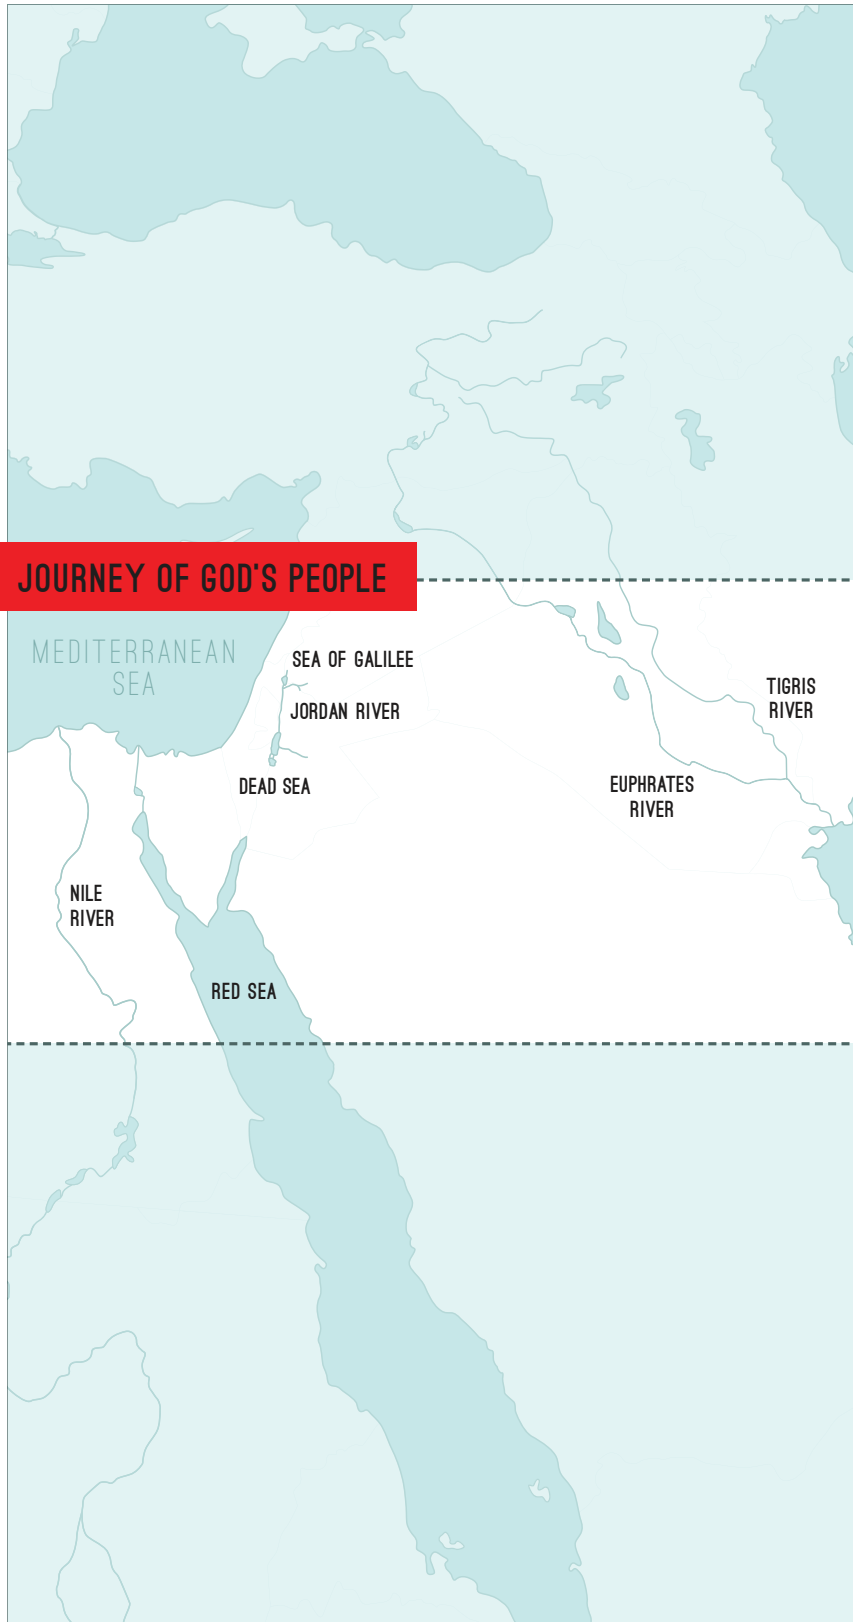 JOURNEY OF GOD'S PEOPLE
MEDITERRANEAN
SEA
SEA OF GALILEE
JORDAN RIVER
DEAD SEA
TIGRIS
RIVER
EUPHRATES
RIVER
NILE
RIVER
RED SEA